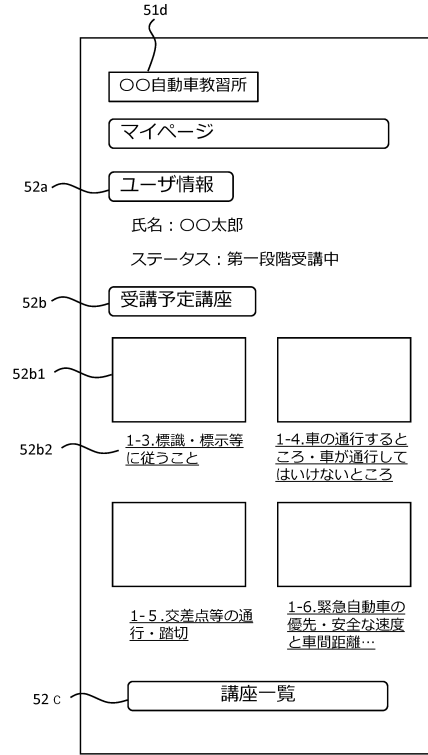 51d
〇〇自動車教習所
マイページ
52a
ユーザ情報
氏名：〇〇太郎
ステータス：第一段階受講中
52b
受講予定講座
52b1
52b2
1-3.標識・標示等
に従うこと
1-4.車の通行すると
ころ・車が通行して
はいけないところ
1-5.交差点等の通
行・踏切
1-6.緊急自動車の
優先・安全な速度
と車間距離…
52c
講座一覧